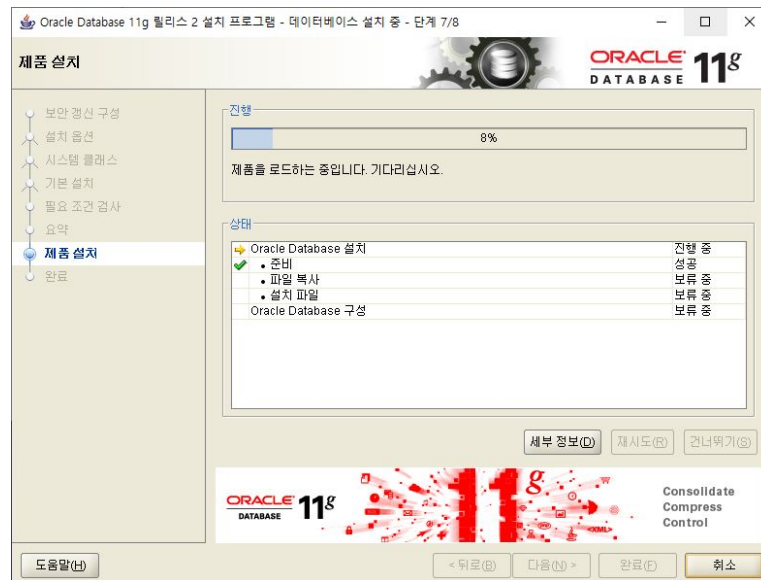 Oracle Database 11g 릴리스 2 설치 프로그램 - 데이터베이스 설치 중 - 단계 7/8
제품 설치
ORACLE 11g
DATABASE
보안 갱신 구성
설치 옵션
시스템 클래스
기본 설치
필요 조건 검사
요약
제품 설치
완료
진행
8%
제품을 로드하는 중입니다. 기다리십시오.
상태
Oracle Database 설치 진행 중
• 준비 성공
• 파일 복사 보류 중
• 설치 파일 보류 중
Oracle Database 구성 보류 중
세부 정보(D) 재시도(R) 건너뛰기(S)
ORACLE 11g
DATABASE
11g
<XML>
Consolidate
Compress
Control
도움말(H) < 뒤로(B) 다음(N) > 완료(F) 취소